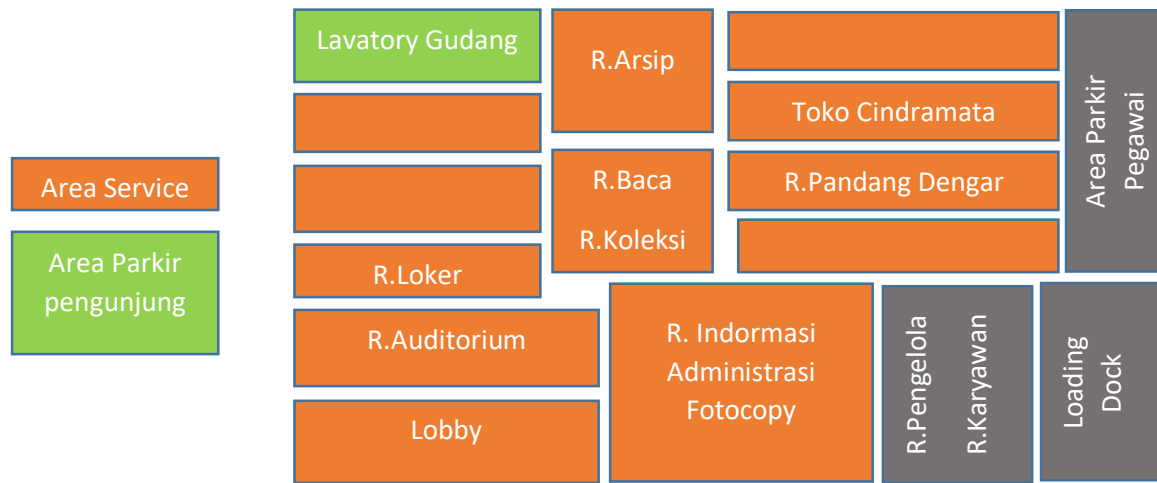 Lavatory Gudang
R.Arsip
Toko Cindramata
Area Parkir
Pegawai
Area Service
R.Baca
R.Koleksi
R.Pandang Dengar
Area Parkir
pengunjung
R.Loker
R.Auditorium
R. Indormasi
Administrasi
Fotocopy
R.Pengelola
R.Karyawan
Loading
Dock
Lobby